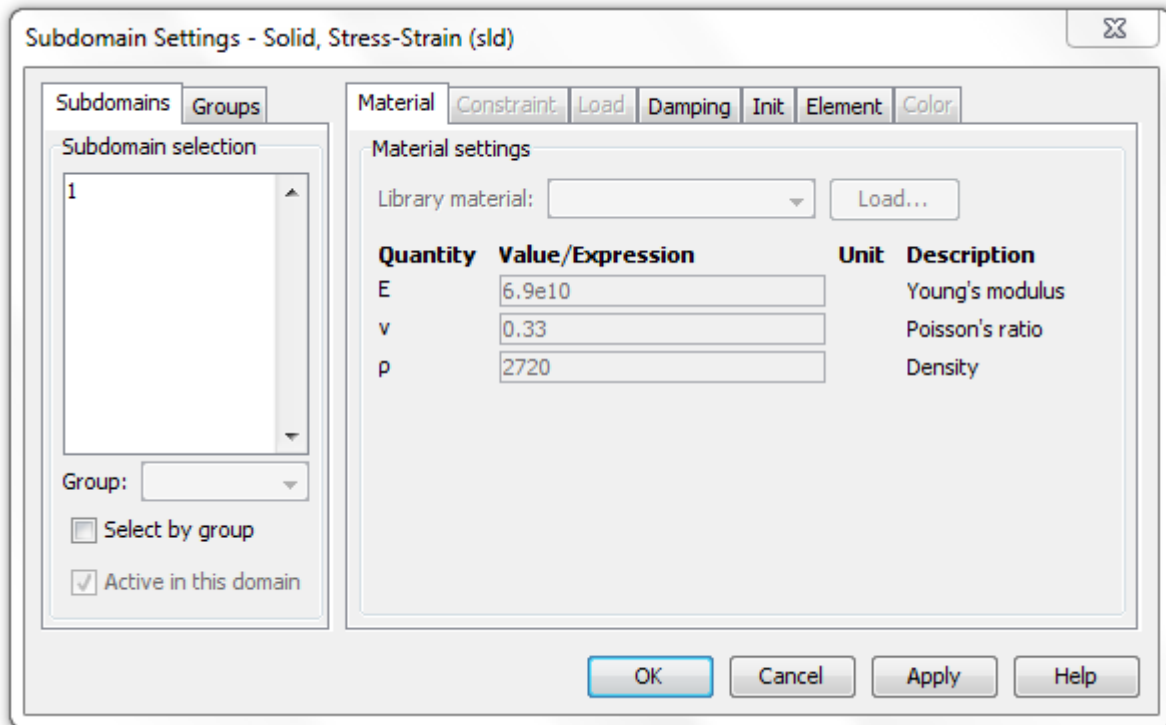 Subdomain Settings - Solid, Stress-Strain (sld)
Subdomains Groups
Material Constraint Load Damping Init Element Color
Subdomain selection
1
Group:
Select by group
Active in this domain
Material settings
Library material: Load...
Quantity Value/Expression Unit Description
E 6.9e10 Young's modulus
ν 0.33 Poisson's ratio
ρ 2720 Density
OK Cancel Apply Help